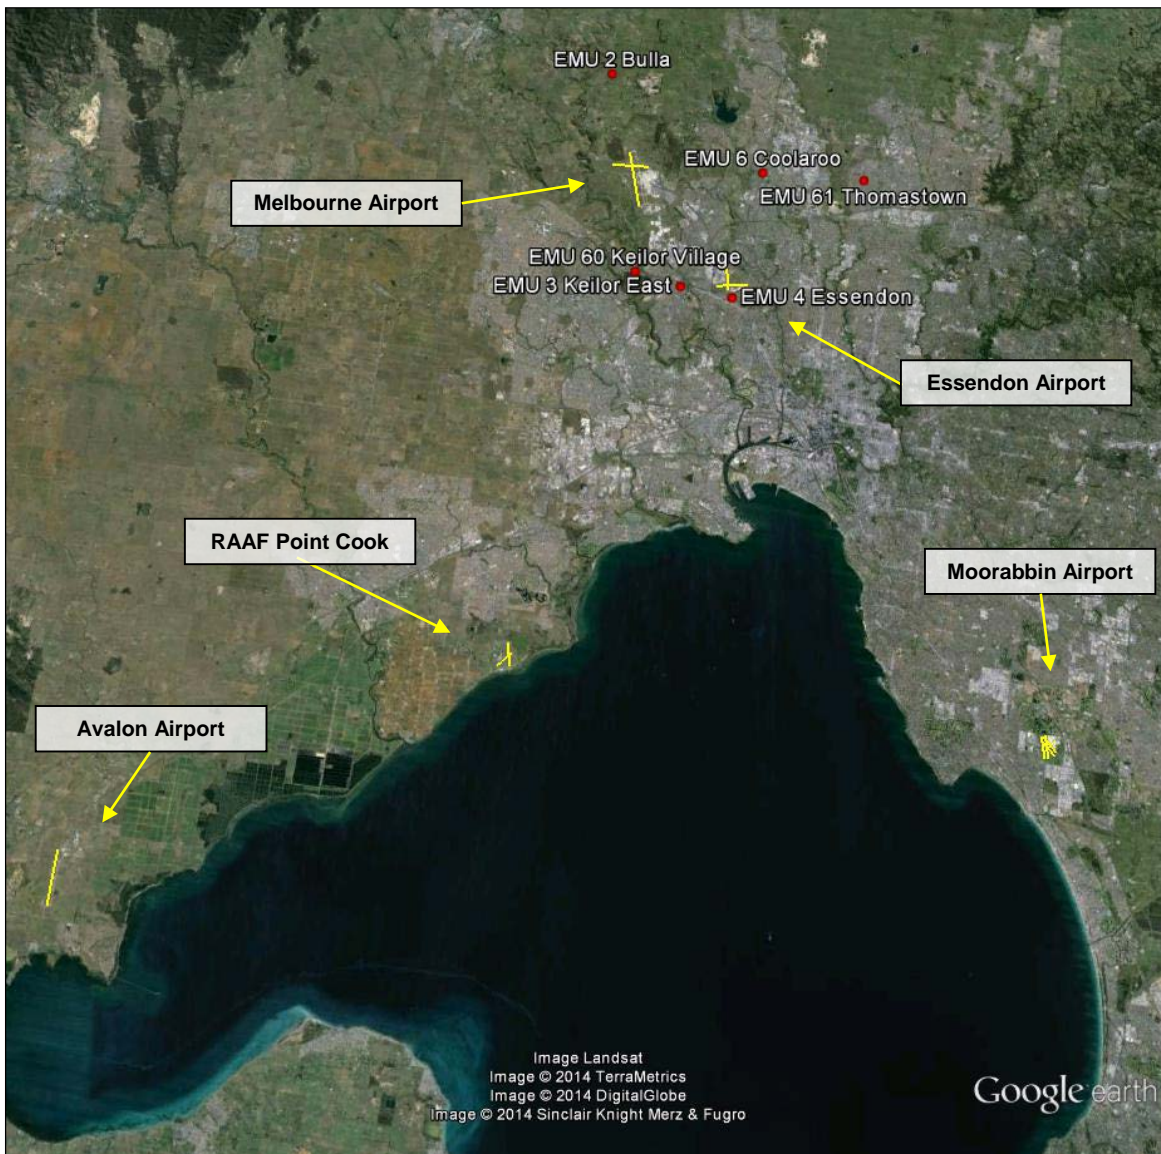 EMU 2 Bulla
EMU 6 Coolaroo
Melbourne Airport
EMU 61 Thomastown
EMU 60 Keilor Village
EMU 3 Keilor East
EMU 4 Essendon
Essendon Airport
RAAF Point Cook
Moorabbin Airport
Avalon Airport
Image Landsat
Image © 2014 TerraMetrics
Image © 2014 DigitalGlobe
Image © 2014 Sinclair Knight Merz & Fugro
Google earth